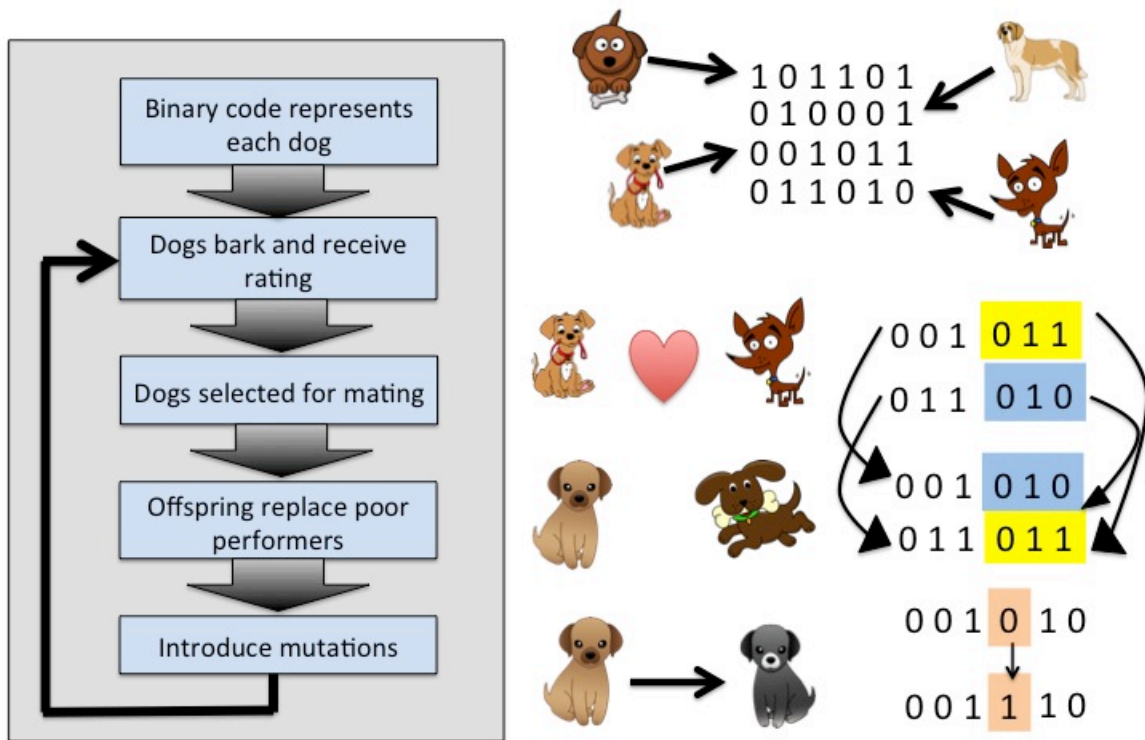 Binary code represents
each dog
Dogs bark and receive
rating
Dogs selected for mating
Offspring replace poor
performers
Introduce mutations
1 0 1 1 0 1
0 1 0 0 0 1
0 0 1 0 1 1
0 1 1 0 1 0
0 0 1 0 1 1
0 1 1 0 1 0
0 0 1 0 1 0
0 1 1 0 1 1
0 0 1 0 1 0
0 0 1 1 1 0